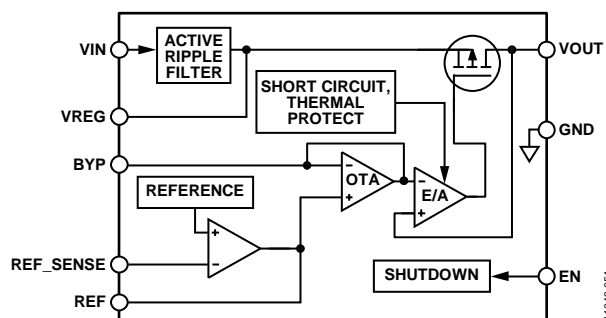 VIN
ACTIVE
RIPPLE
FILTER
VOUT
VREG
SHORT CIRCUIT,
THERMAL
PROTECT
GND
BYP
REFERENCE
−
OTA
+
−
E/A
+
+
−
REF_SENSE
REF
SHUTDOWN
EN